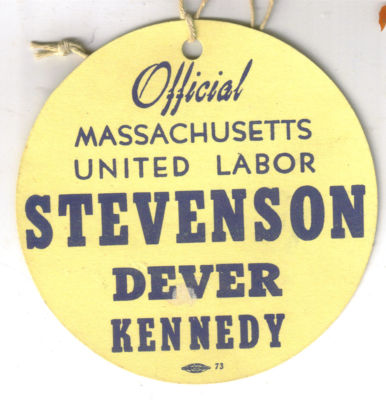 Official
MASSACHUSETTS
UNITED LABOR
STEVENSON
DEVER
KENNEDY
73